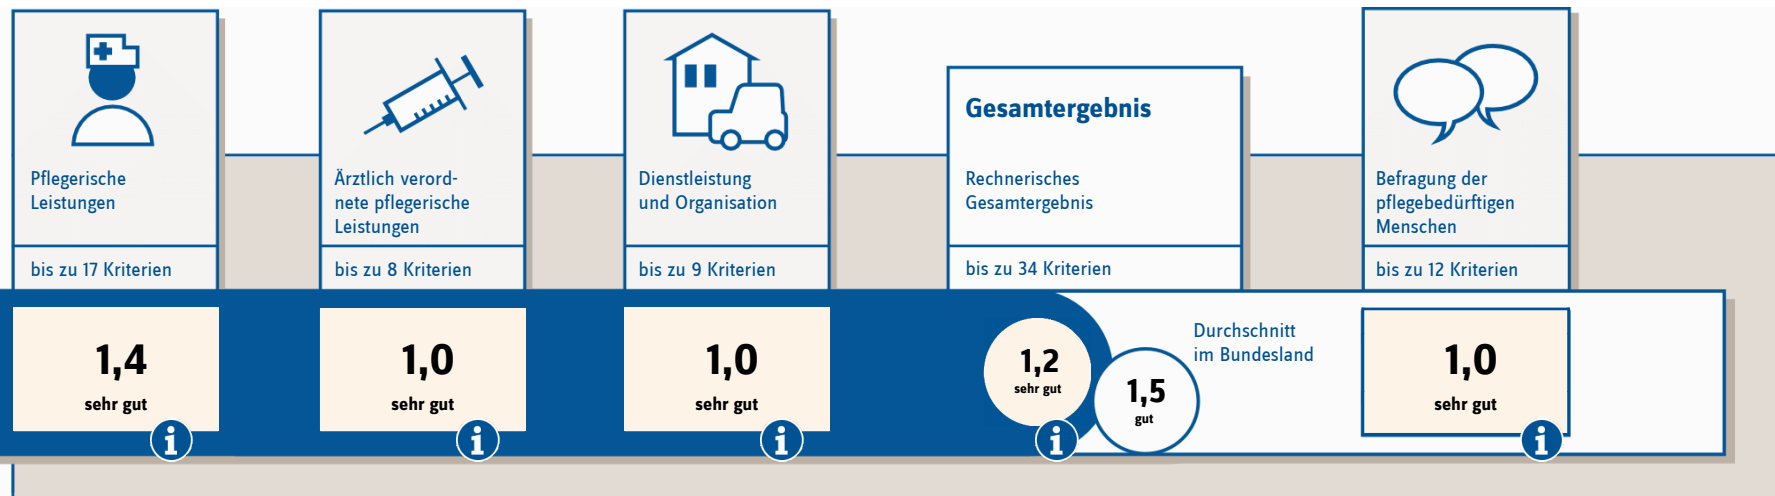 Pflegerische
Leistungen
bis zu 17 Kriterien
1,4
sehr gut
Ärztlich verord-
nete pflegerische
Leistungen
bis zu 8 Kriterien
1,0
sehr gut
Dienstleistung
und Organisation
bis zu 9 Kriterien
1,0
sehr gut
Gesamtergebnis
Rechnerisches
Gesamtergebnis
bis zu 34 Kriterien
1,2
sehr gut
1,5
gut
Durchschnitt
im Bundesland
Befragung der
pflegebedürftigen
Menschen
bis zu 12 Kriterien
1,0
sehr gut